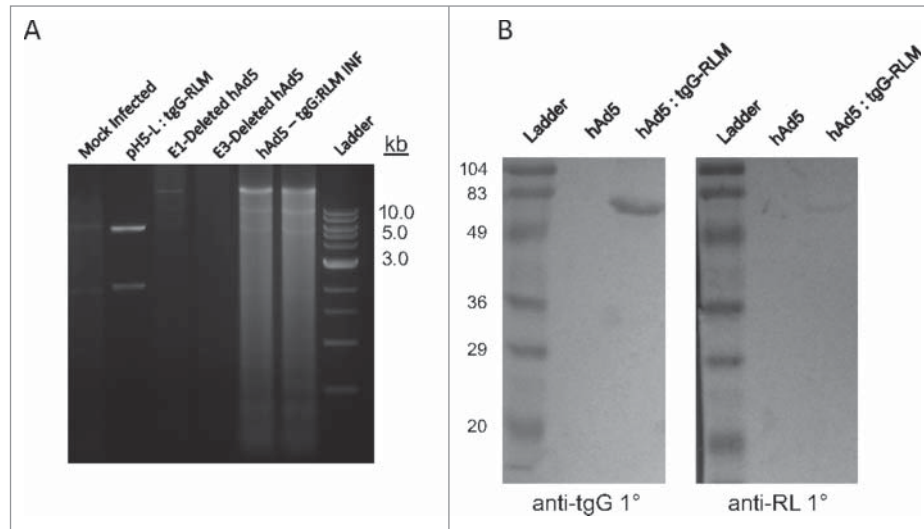 A
Mock Infected
pH5-L : tgG-RLM
E1-Deleted hAd5
E3-Deleted hAd5
hAd5 – tgG:RLM INF
Ladder
kb
10.0
5.0
3.0
B
Ladder
hAd5
hAd5 : tgG-RLM
Ladder
hAd5
hAd5 : tgG-RLM
104
83
49
36
29
20
anti-tgG 1°
anti-RL 1°